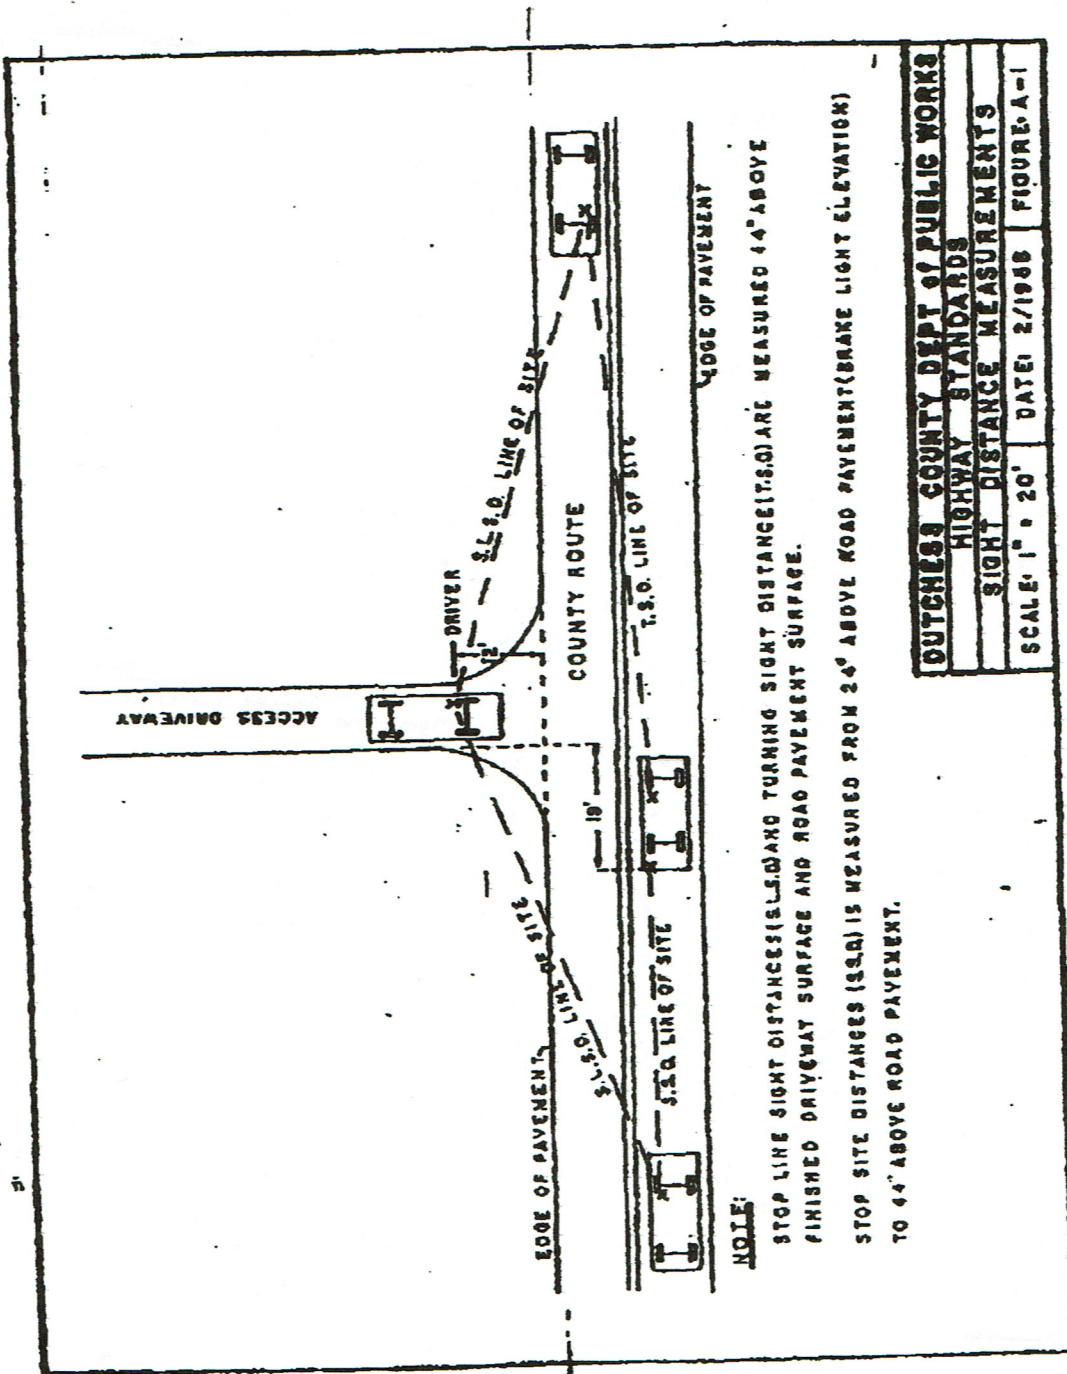 ACCESS DRIVEWAY
DRIVER
12'
S.L.S.D. LINE OF SITE
S.L.S.D. LINE OF SITE
EDGE OF PAVEMENT
COUNTY ROUTE
19'
T.S.D. LINE OF SITE
S.S.D. LINE OF SITE
EDGE OF PAVEMENT
NOTE:
STOP LINE SIGHT DISTANCES (S.L.S.D) AND TURNING SIGHT DISTANCE (T.S.D) ARE MEASURED 44" ABOVE
FINISHED DRIVEWAY SURFACE AND ROAD PAVEMENT SURFACE.
STOP SITE DISTANCES (S.S.D.) IS MEASURED FROM 24" ABOVE ROAD PAVEMENT (BRAKE LIGHT ELEVATION)
TO 44" ABOVE ROAD PAVEMENT.
DUTCHESS COUNTY DEPT of PUBLIC WORKS
HIGHWAY STANDARDS
SIGHT DISTANCE MEASUREMENTS
SCALE: 1" = 20' DATE: 2/1988 FIGURE: A-1